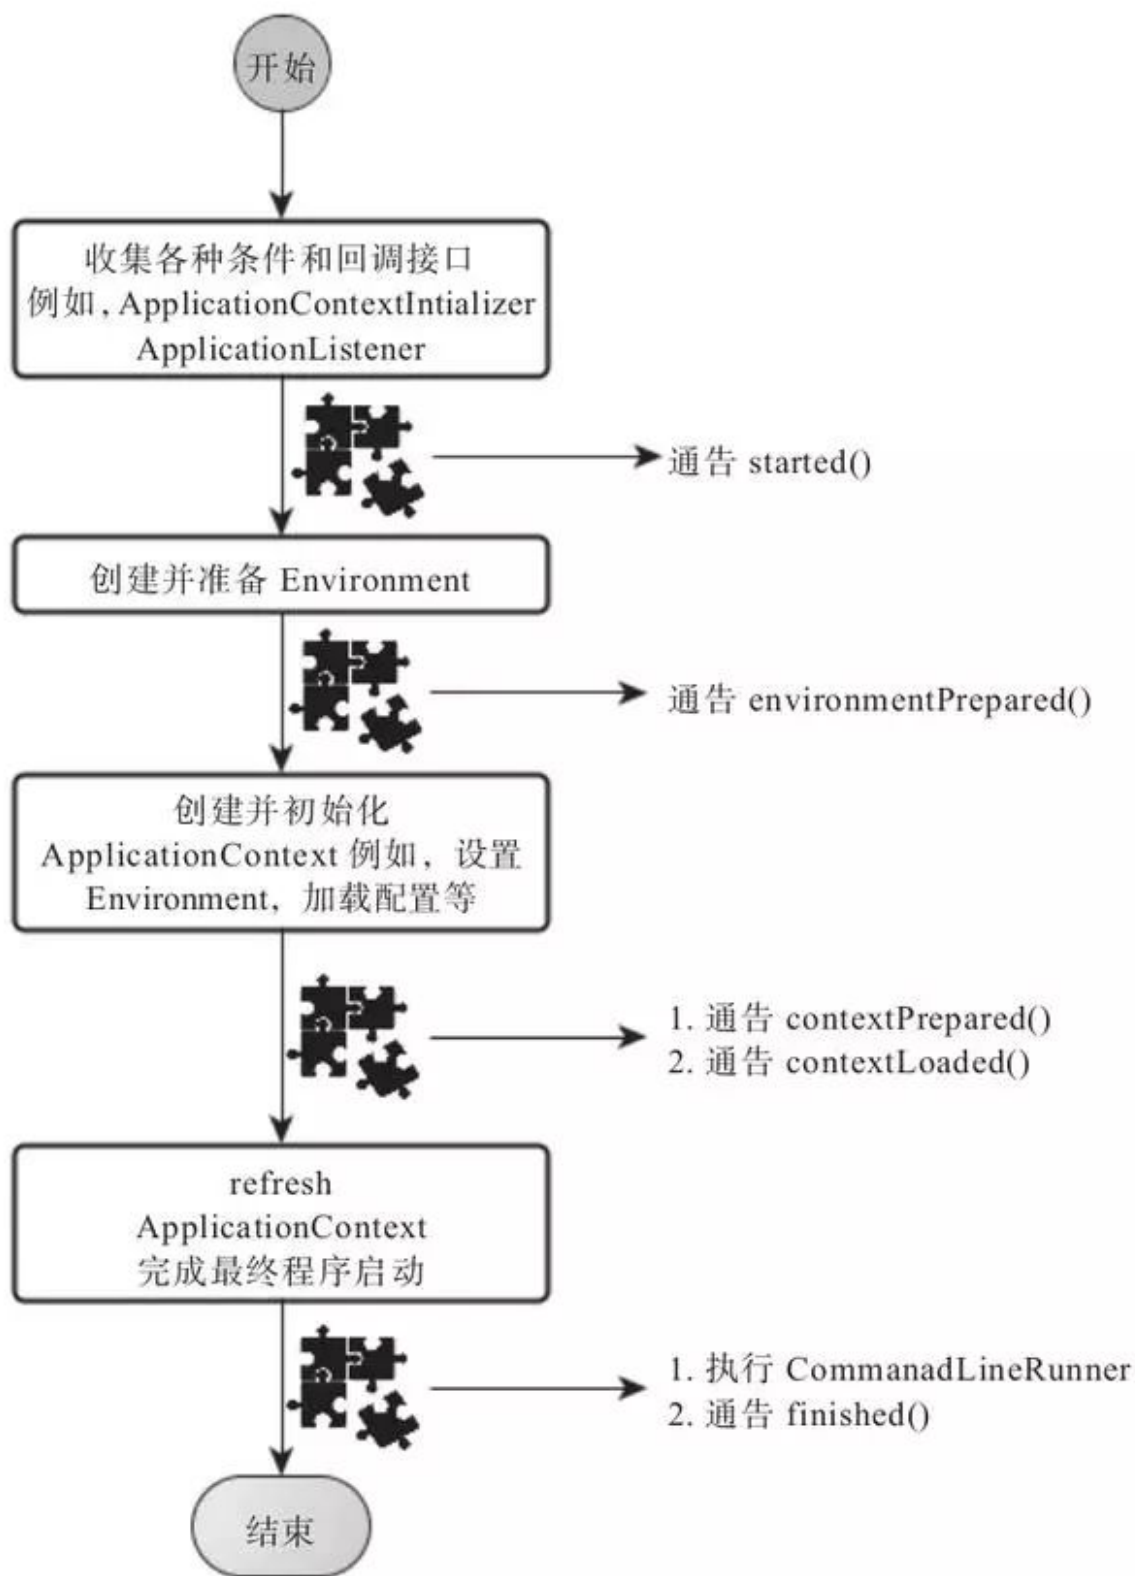 开始
收集各种条件和回调接口
例如,ApplicationContextIntializer
ApplicationListener
通告 started()
创建并准备 Environment
通告 environmentPrepared()
创建并初始化
ApplicationContext 例如，设置
Environment，加载配置等
1. 通告 contextPrepared()
2. 通告 contextLoaded()
refresh
ApplicationContext
完成最终程序启动
1. 执行 CommanadLineRunner
2. 通告 finished()
结束